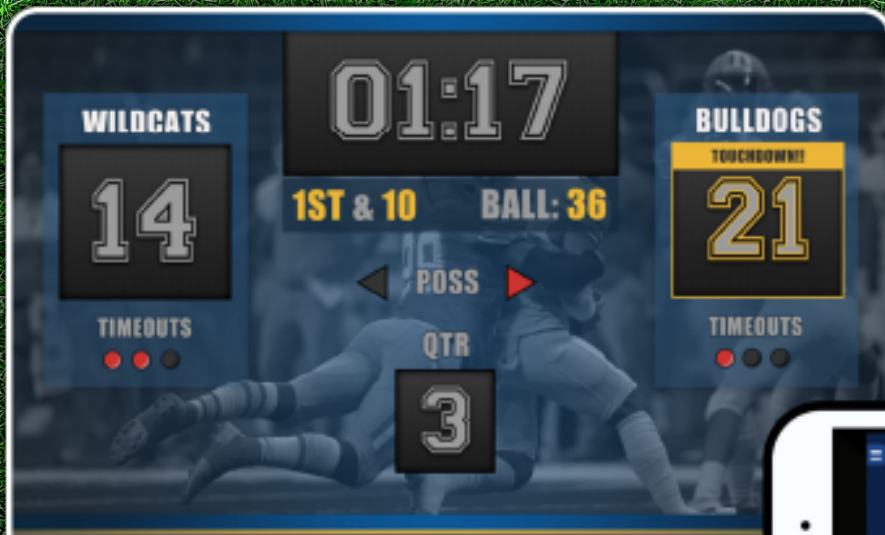 01:17
WILDCATS
14
TIMEOUTS
1ST & 10 BALL: 36
POSS
QTR
3
BULLDOGS
TOUCHDOWN!!
21
TIMEOUTS